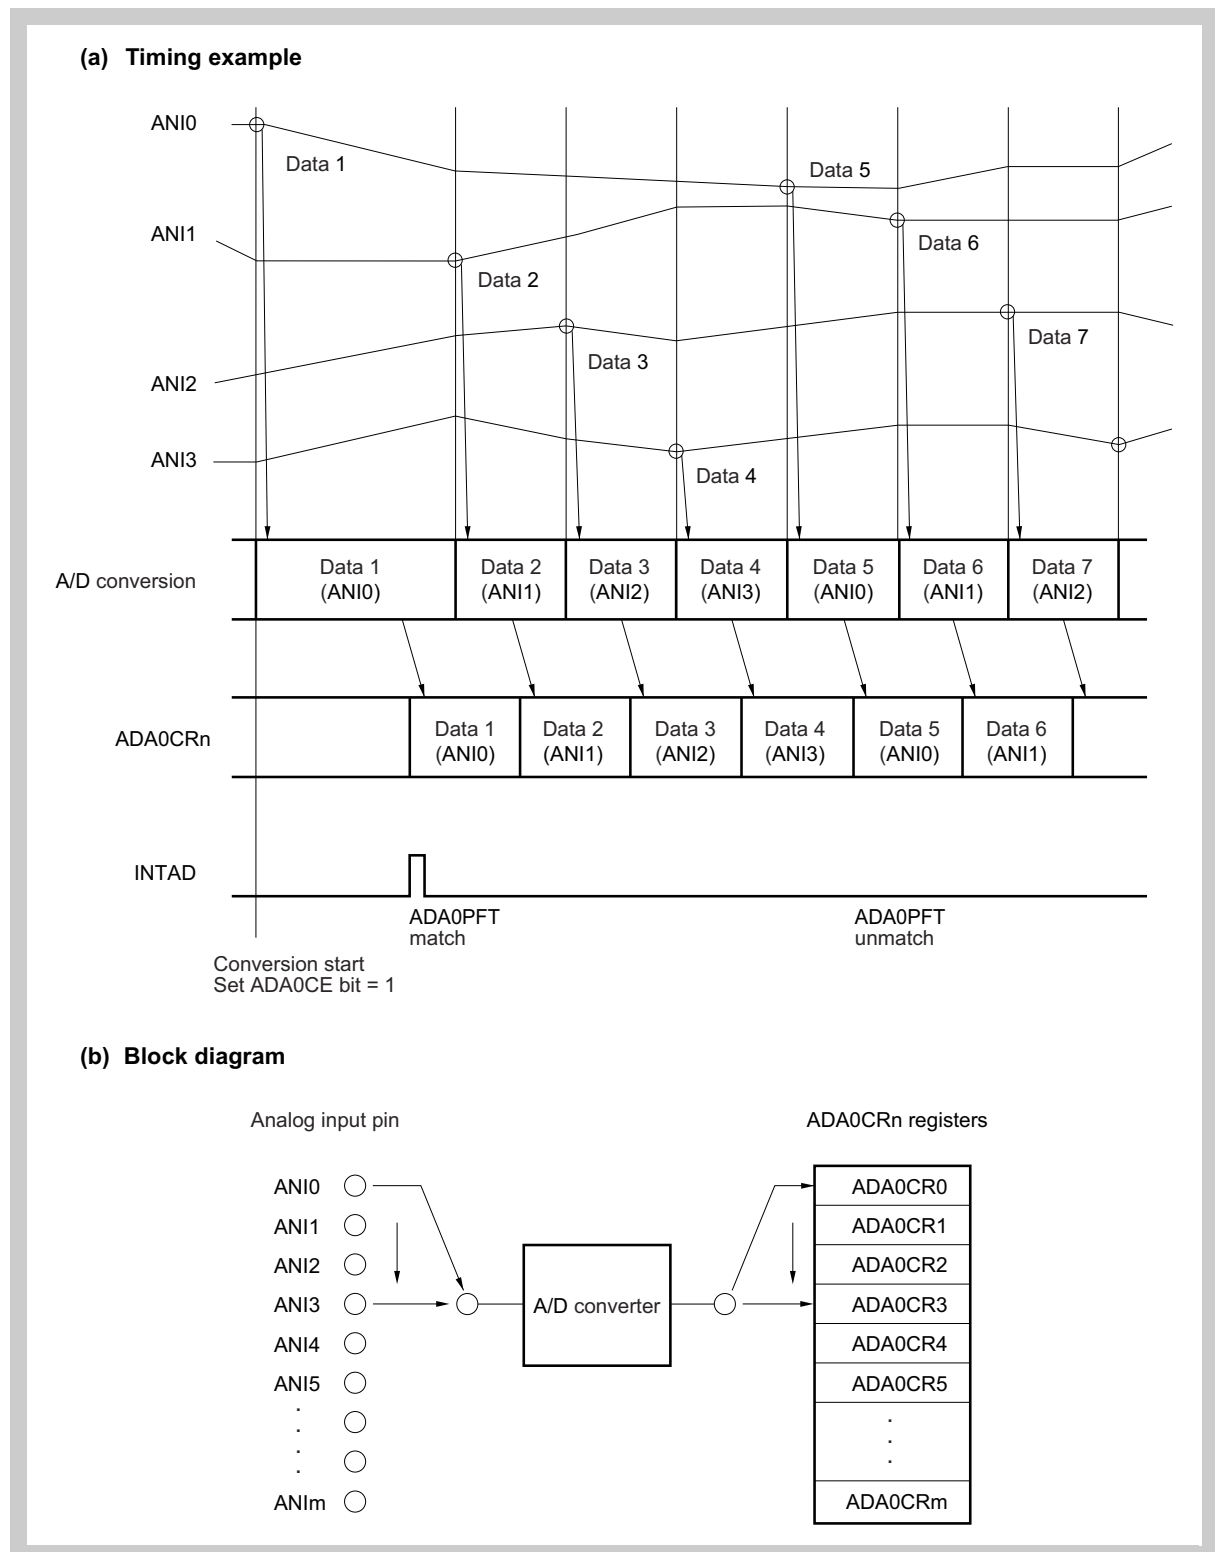 (a) Timing example
ANI0
Data 1
Data 5
ANI1
Data 6
Data 2
Data 7
Data 3
ANI2
ANI3
Data 4
A/D conversion
Data 1 Data 2 Data 3 Data 4 Data 5 Data 6 Data 7
(ANI0) (ANI1) (ANI2) (ANI3) (ANI0) (ANI1) (ANI2)
ADA0CRn
Data 1 Data 2 Data 3 Data 4 Data 5 Data 6
(ANI0) (ANI1) (ANI2) (ANI3) (ANI0) (ANI1)
INTAD
ADA0PFT
match
ADA0PFT
unmatch
Conversion start
Set ADA0CE bit = 1
(b) Block diagram
Analog input pin
ADA0CRn registers
ANI0
ANI1
ANI2
ANI3
ANI4
ANI5
.
.
.
.
ANIm
A/D converter
ADA0CR0
ADA0CR1
ADA0CR2
ADA0CR3
ADA0CR4
ADA0CR5
.
.
.
ADA0CRm